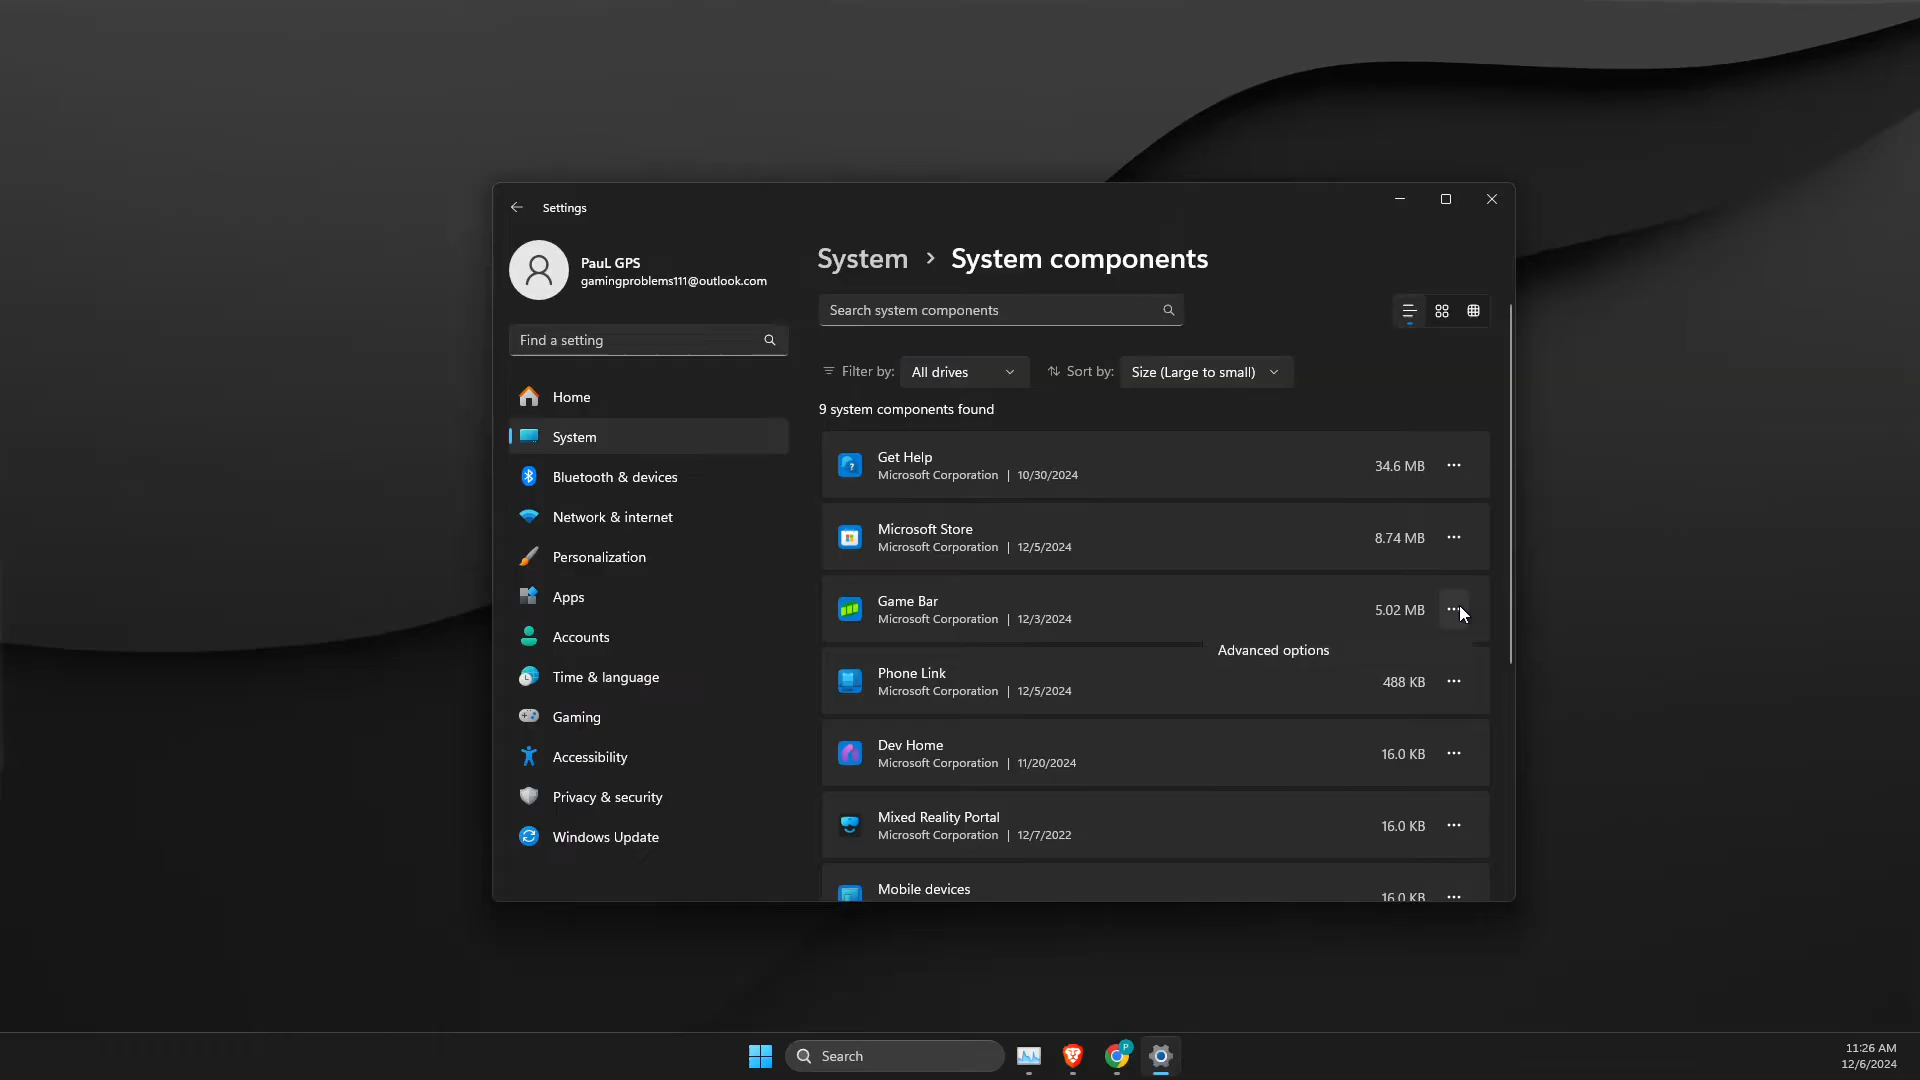 Settings
PauL GPS
gamingproblems111@outlook.com
Find a setting
Home
System
Bluetooth & devices
Network & internet
Personalization
Apps
Accounts
Time & language
Gaming
Accessibility
Privacy & security
Windows Update
System > System components
Search system components
Filter by: All drives Sort by: Size (Large to small)
9 system components found
Get Help
Microsoft Corporation | 10/30/2024
34.6 MB
Microsoft Store
Microsoft Corporation | 12/5/2024
8.74 MB
Game Bar
Microsoft Corporation | 12/3/2024
5.02 MB
Advanced options
Phone Link
Microsoft Corporation | 12/5/2024
488 KB
Dev Home
Microsoft Corporation | 11/20/2024
16.0 KB
Mixed Reality Portal
Microsoft Corporation | 12/7/2022
16.0 KB
Mobile devices
16.0 KB
Search
P
11:26 AM
12/6/2024